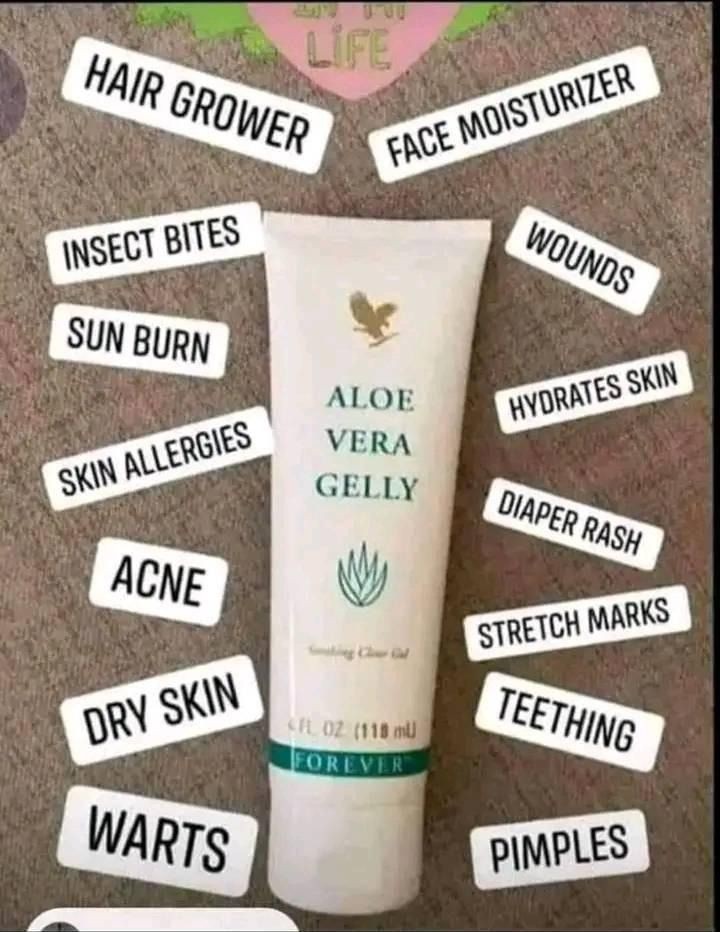 LIFE
HAIR GROWER
FACE MOISTURIZER
INSECT BITES
WOUNDS
SUN BURN
HYDRATES SKIN
SKIN ALLERGIES
DIAPER RASH
ACNE
STRETCH MARKS
DRY SKIN
TEETHING
WARTS
PIMPLES
ALOE
VERA
GELLY
Soothing Clear Gel
4 FL. OZ. (118 mL)
FOREVER